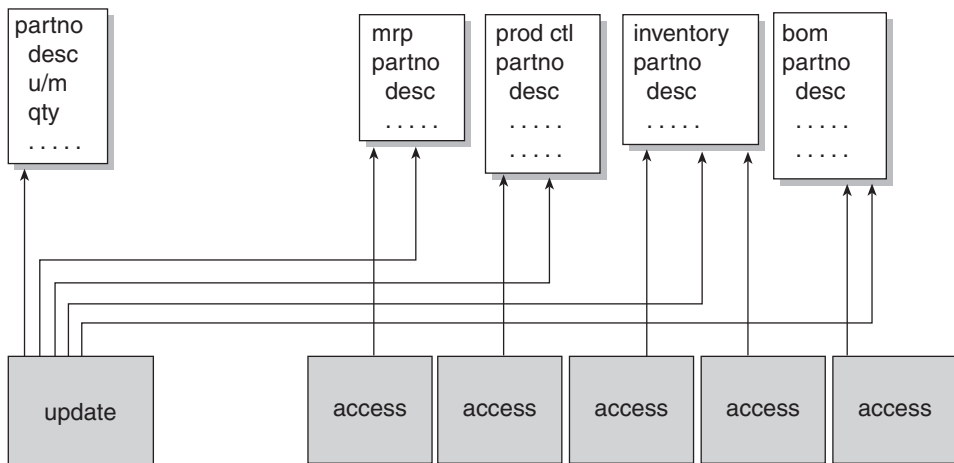 partno
desc
u/m
qty
. . . . .
mrp
partno
desc
. . . . .
prod ctl
partno
desc
. . . . .
. . . . .
inventory
partno
desc
. . . . .
bom
partno
desc
. . . . .
. . . . .
update
access
access
access
access
access